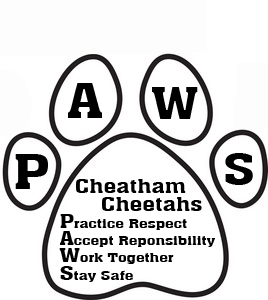 P A W S
Cheatham
Cheetahs
Practice Respect
Accept Reponsibility
Work Together
Stay Safe